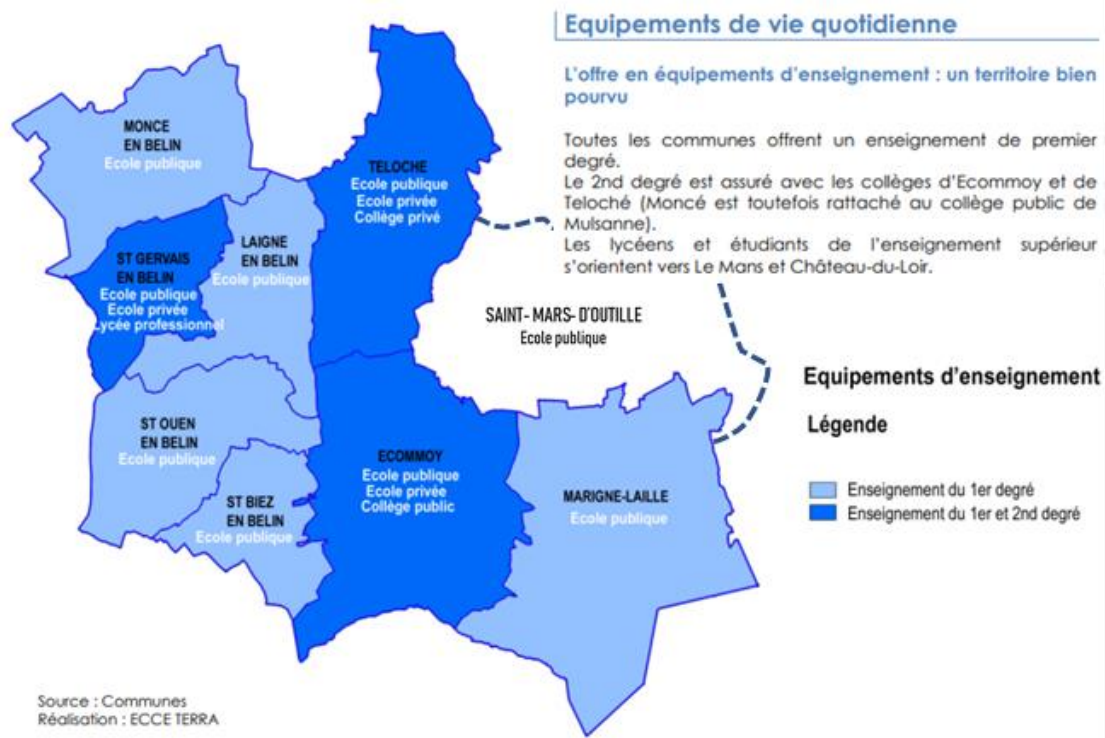 Equipements de vie quotidienne
L'offre en équipements d'enseignement : un territoire bien
pourvu
Toutes les communes offrent un enseignement de premier
degré.
Le 2nd degré est assuré avec les collèges d'Ecommoy et de
Teloché (Moncé est toutefois rattaché au collège public de
Mulsanne).
Les lycéens et étudiants de l'enseignement supérieur
s'orientent vers Le Mans et Château-du-Loir.
MONCE
EN BELIN
Ecole publique
TELOCHE
Ecole publique
Ecole privée
Collège privé
ST GERVAIS
EN BELIN
Ecole publique
Ecole privée
Lycée professionnel
LAIGNE
EN BELIN
Ecole publique
SAINT- MARS- D'OUTILLE
Ecole publique
ST OUEN
EN BELIN
Ecole publique
ST BIEZ
EN BELIN
Ecole publique
ECOMMOY
Ecole publique
Ecole privée
Collège public
MARIGNE-LAILLE
Ecole publique
Equipements d'enseignement
Légende
Enseignement du 1er degré
Enseignement du 1er et 2nd degré
Source : Communes
Réalisation : ECCE TERRA